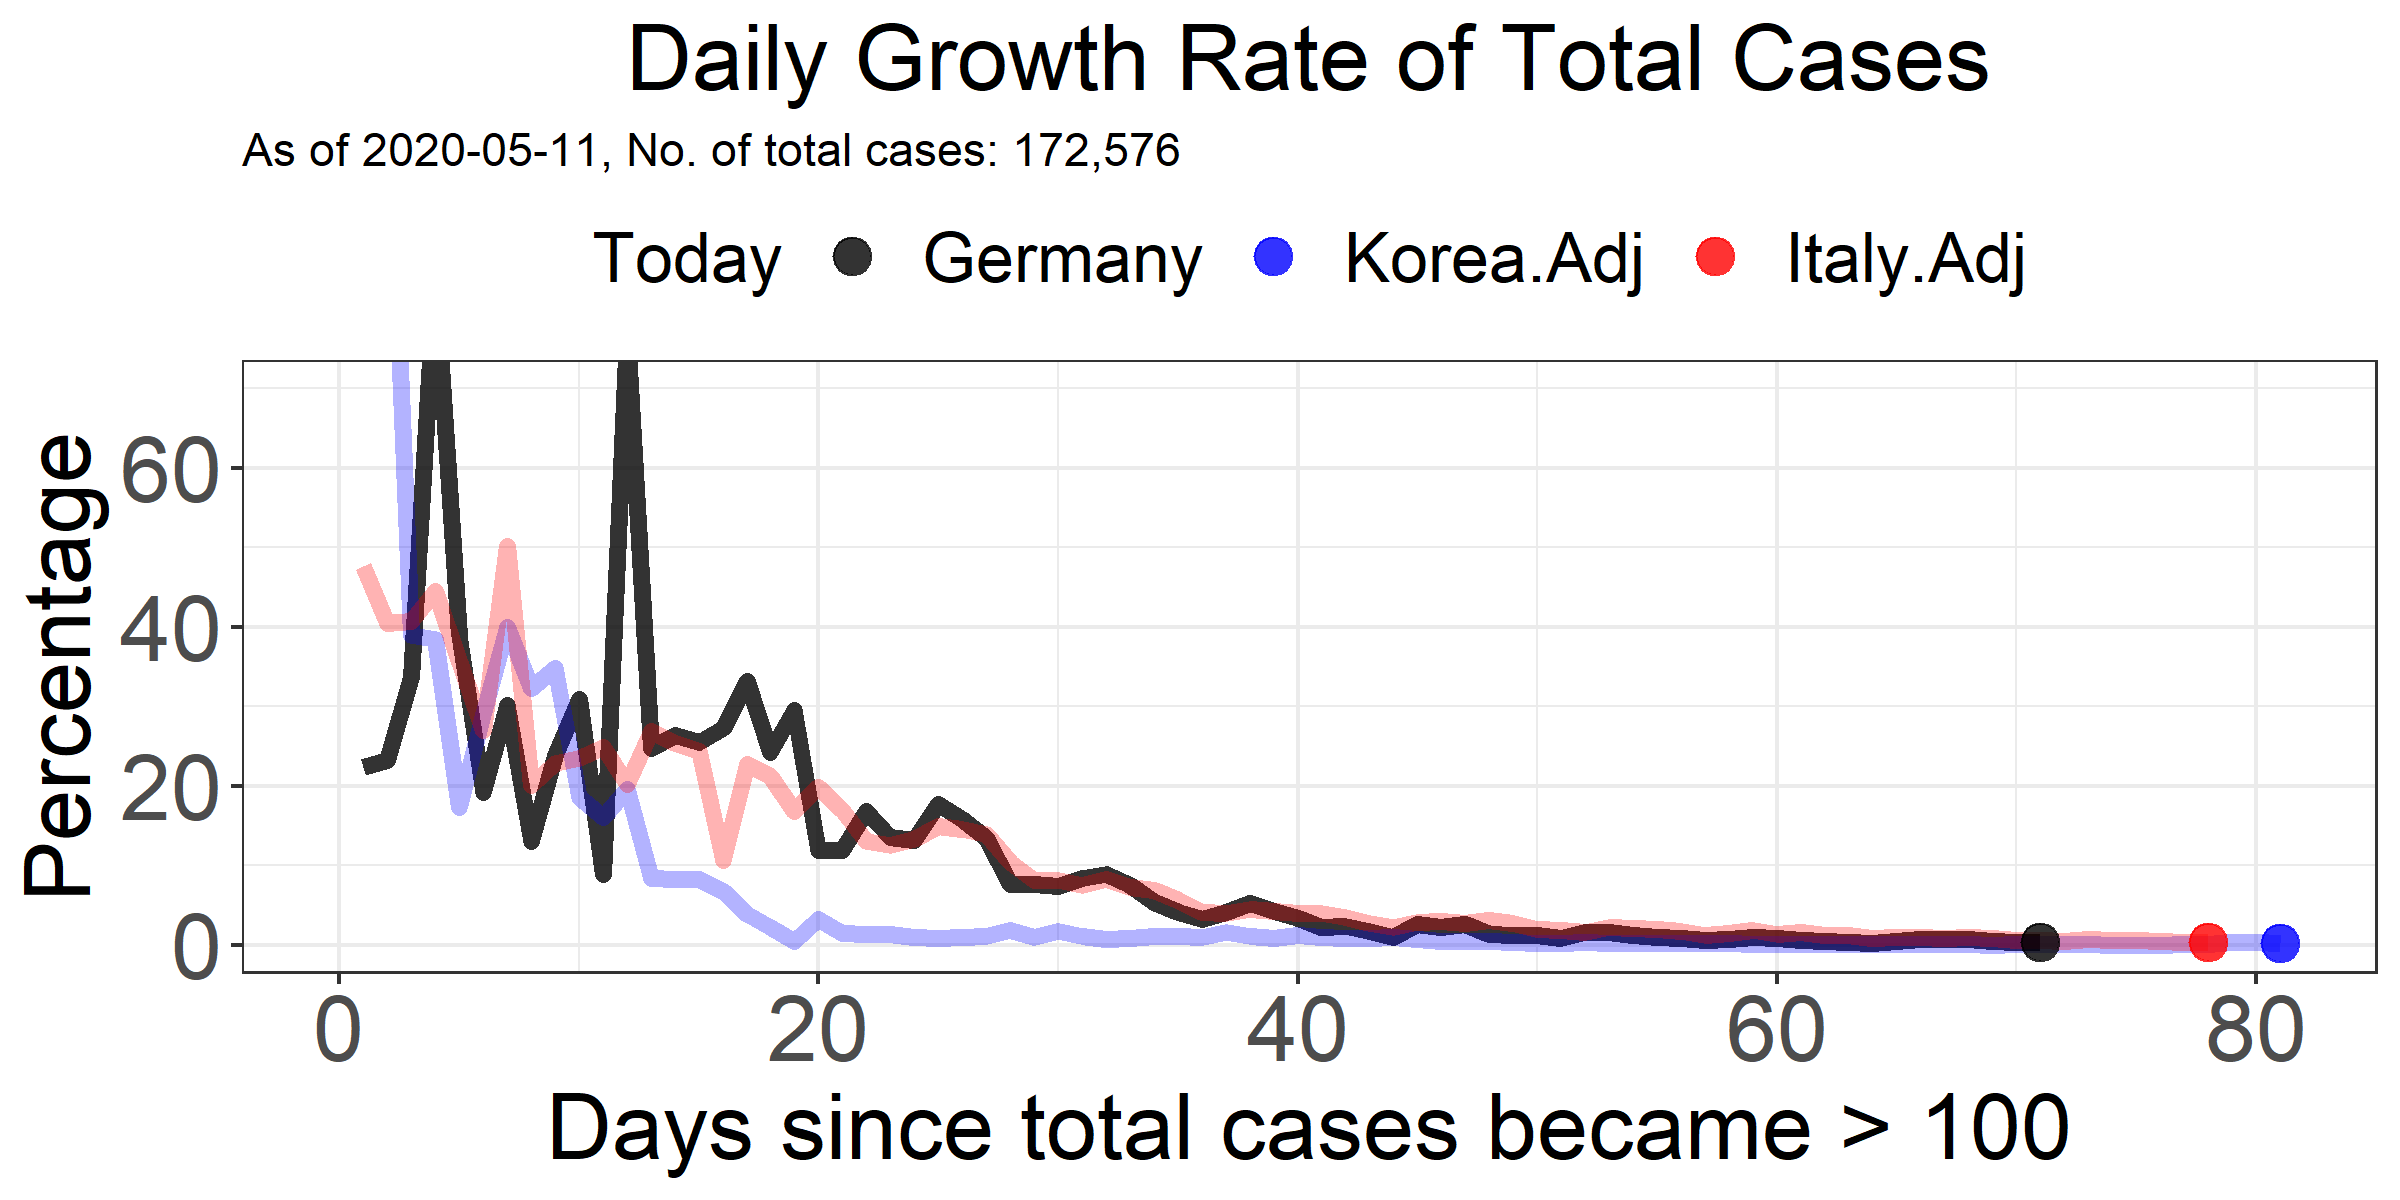 Daily Growth Rate of Total Cases
As of 2020-05-11, No. of total cases: 172,576
Today Germany Korea.Adj Italy.Adj
Percentage
60
40
20
0
0 20 40 60 80
Days since total cases became > 100